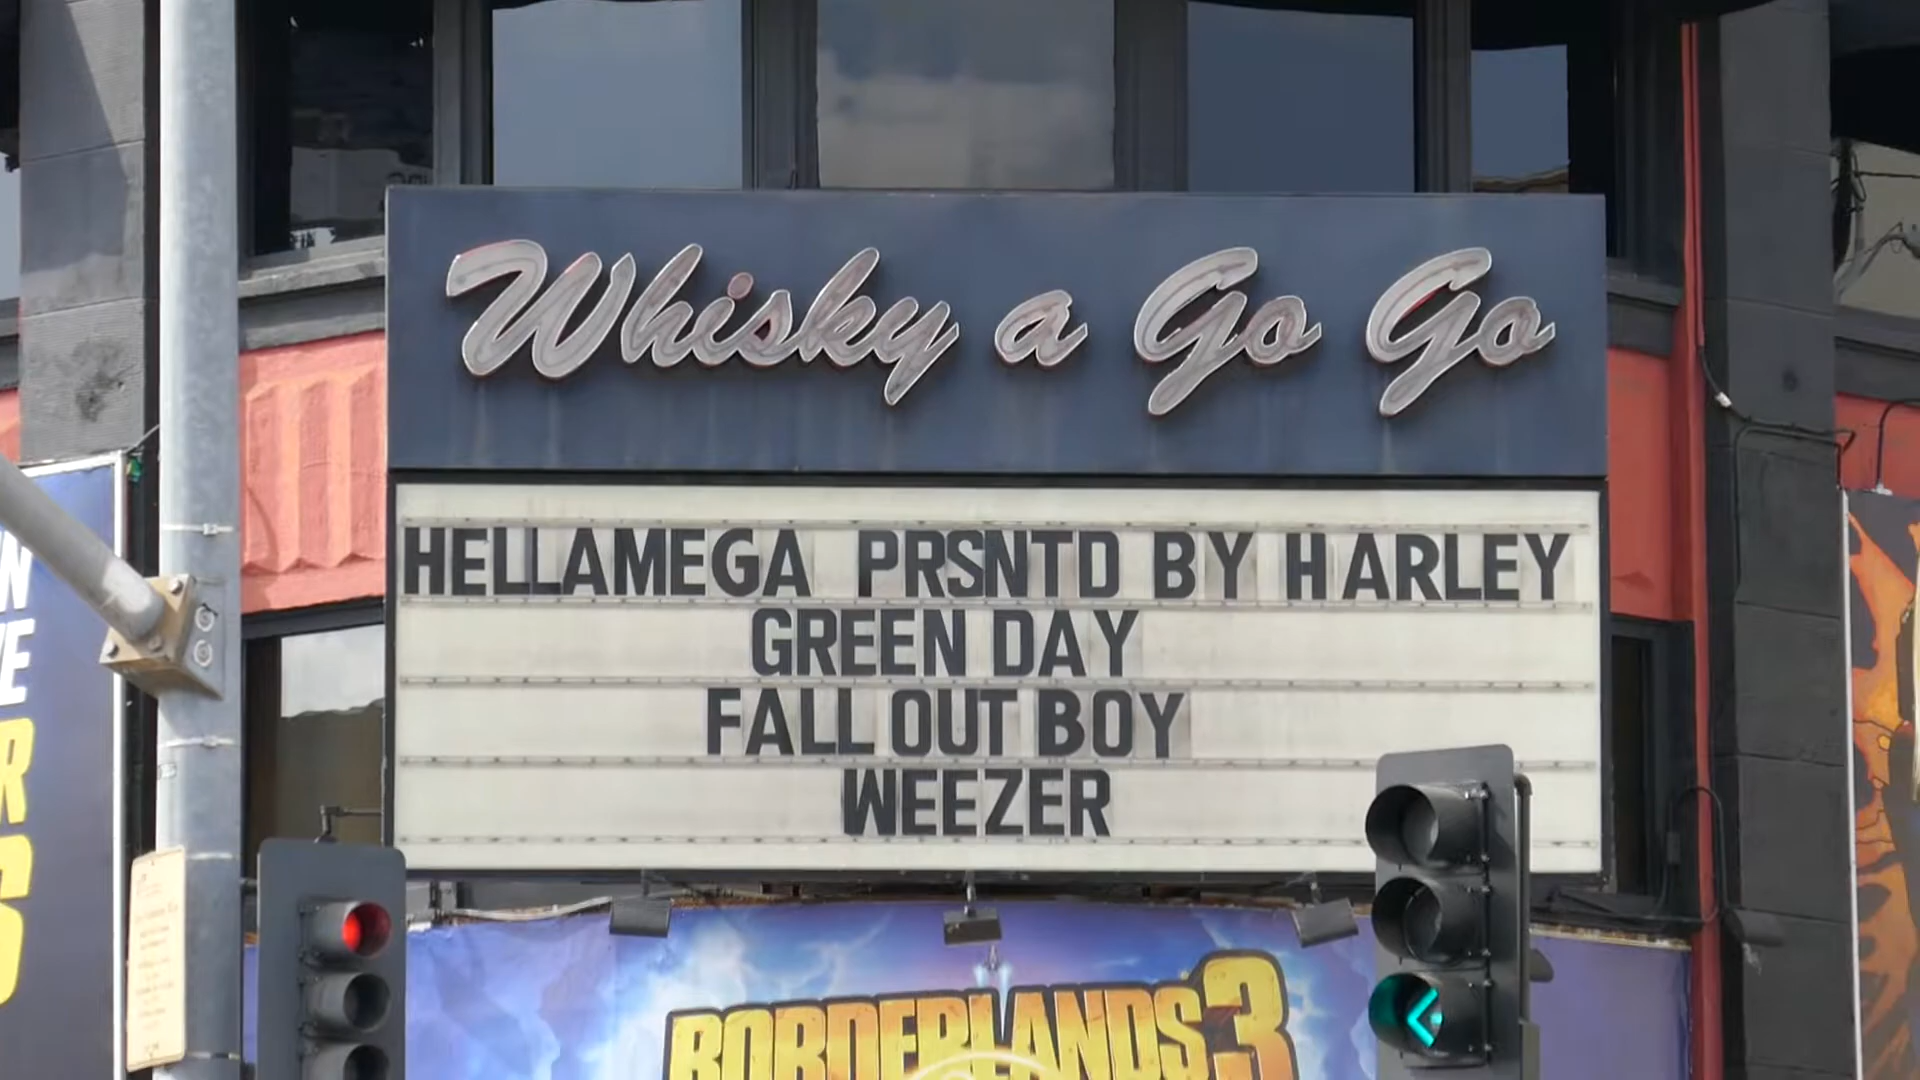 Whisky a Go Go
HELLAMEGA PRSNTD BY HARLEY
GREEN DAY
FALL OUT BOY
WEEZER
BORDERLANDS 3